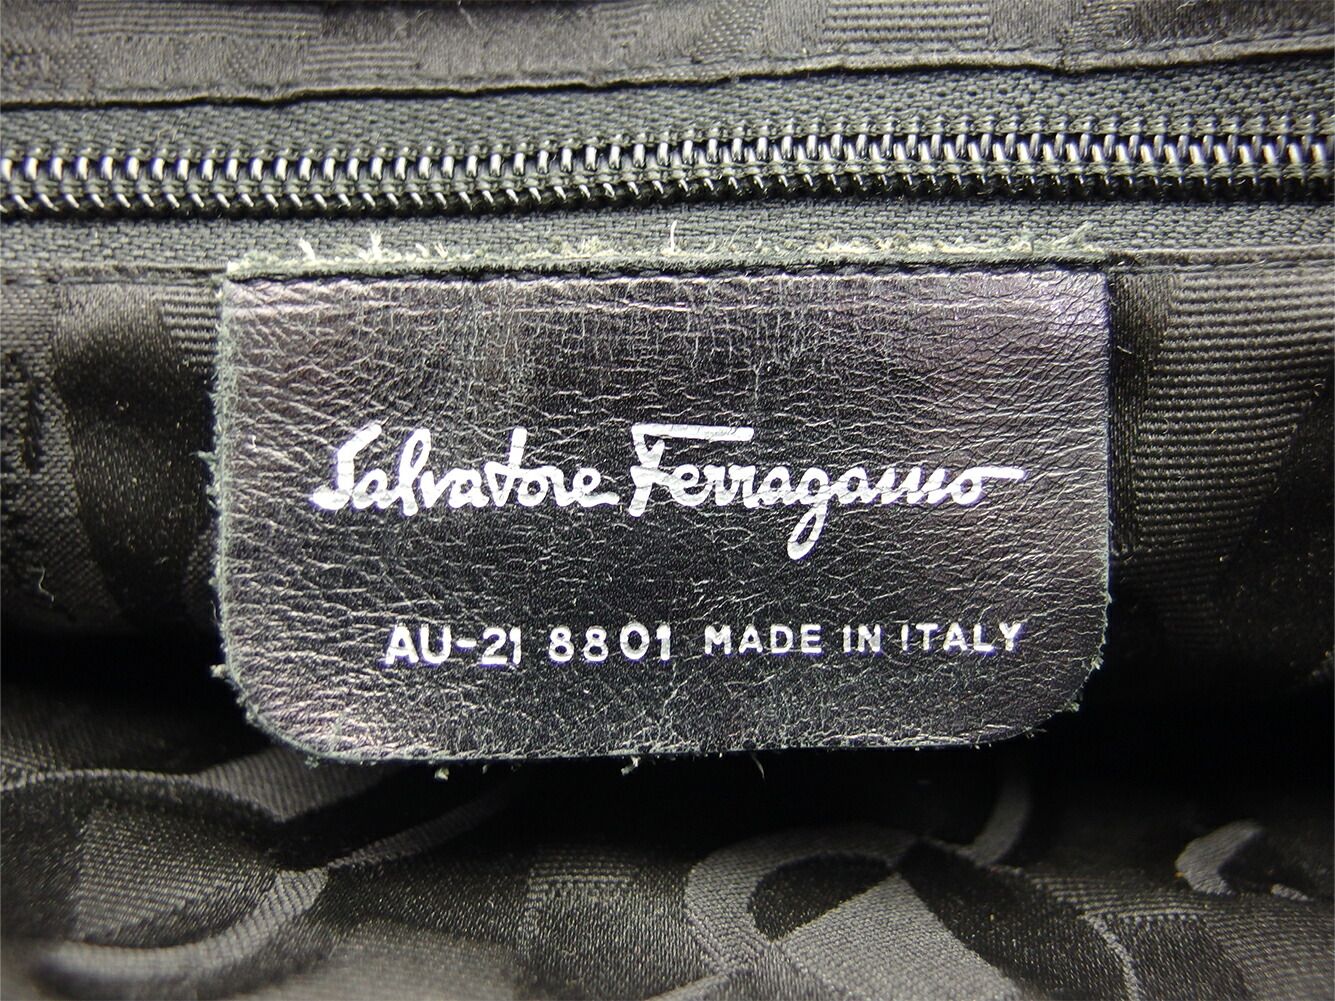 Salvatore Ferragamo
AU-21 8801 MADE IN ITALY